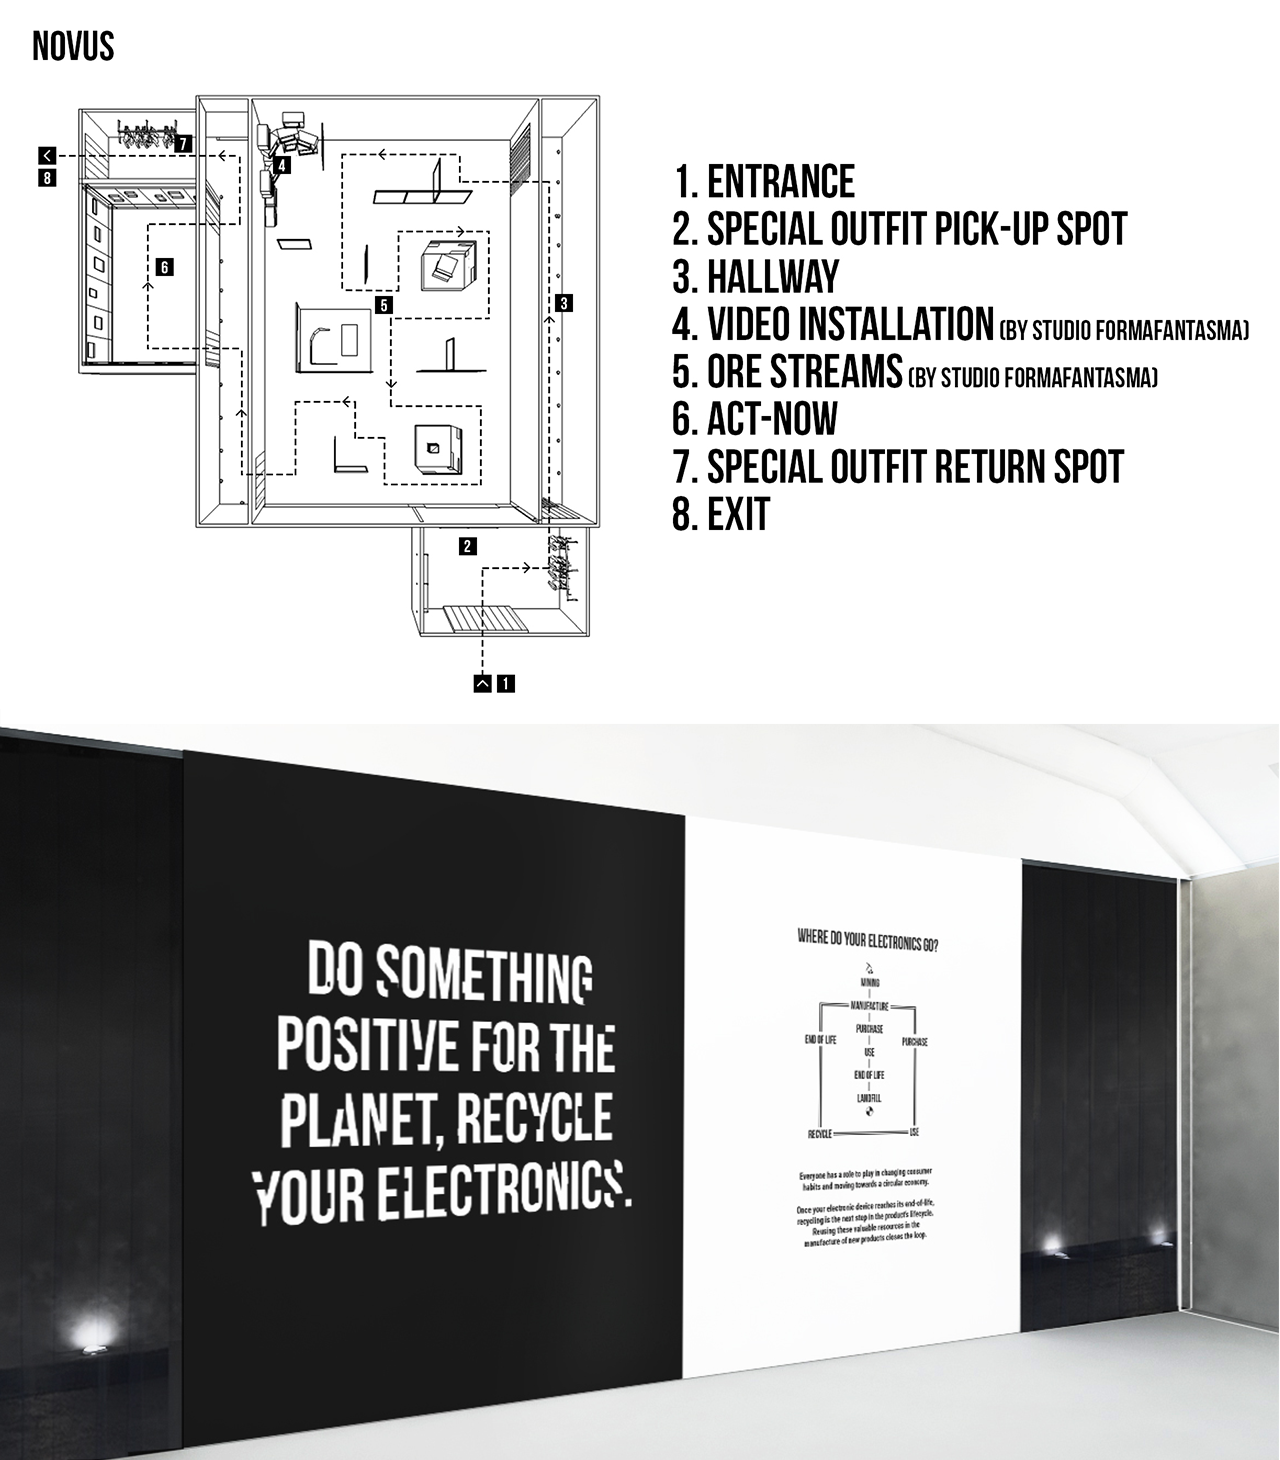 NOVUS
7
8
4
6
5
3
2
1
1. ENTRANCE
2. SPECIAL OUTFIT PICK-UP SPOT
3. HALLWAY
4. VIDEO INSTALLATION (BY STUDIO FORMAFANTASMA)
5. ORE STREAMS (BY STUDIO FORMAFANTASMA)
6. ACT-NOW
7. SPECIAL OUTFIT RETURN SPOT
8. EXIT
DO SOMETHING
POSITIVE FOR THE
PLANET, RECYCLE
YOUR ELECTRONICS.
WHERE DO YOUR ELECTRONICS GO?
MINING
MANUFACTURE
PURCHASE
END OF LIFE
PURCHASE
USE
END OF LIFE
LANDFILL
RECYCLE
USE
Everyone has a role to play in changing consumer
habits and moving towards a circular economy.
Once your electronic device reaches its end-of-life,
recycling is the next step in the product's lifecycle.
Reusing these valuable resources in the
manufacture of new products closes the loop.